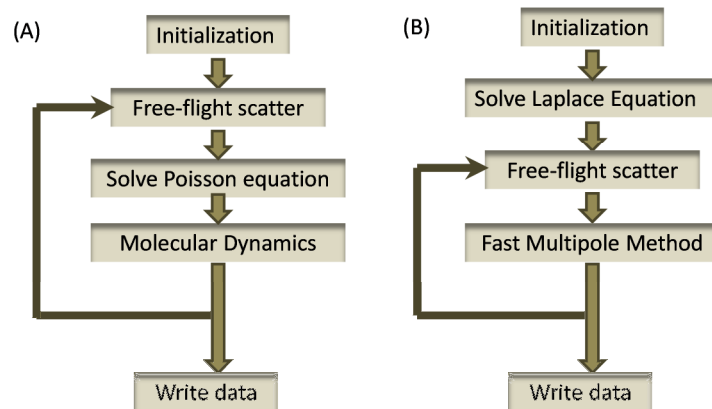 (A)
Initialization
Free-flight scatter
Solve Poisson equation
Molecular Dynamics
Write data
(B)
Initialization
Solve Laplace Equation
Free-flight scatter
Fast Multipole Method
Write data